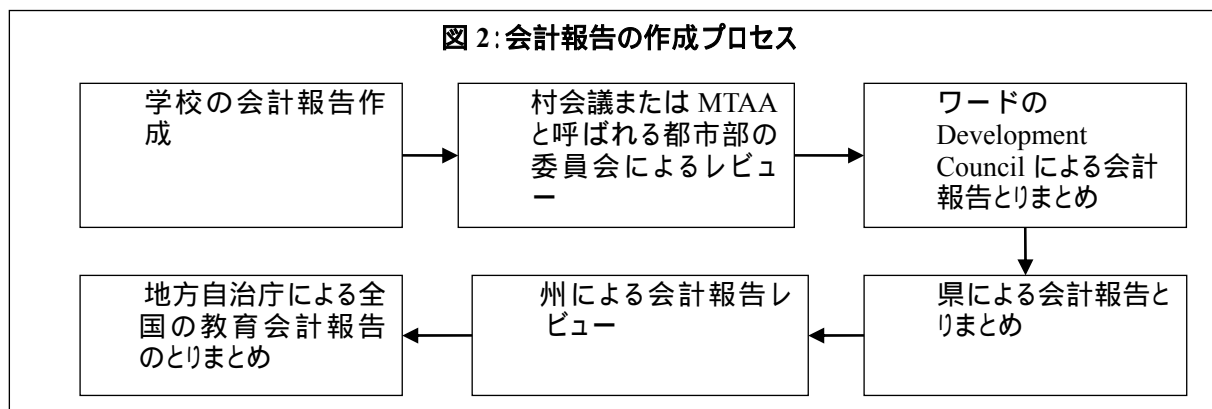 図 2:会計報告の作成プロセス
学校の会計報告作
成
村会議または MTAA
と呼ばれる都市部の
委員会によるレビュ
ー
ワードの
Development
Council による会計
報告とりまとめ
県による会計報告と
りまとめ
州による会計報告レ
ビュー
地方自治庁による全
国の教育会計報告
のとりまとめ